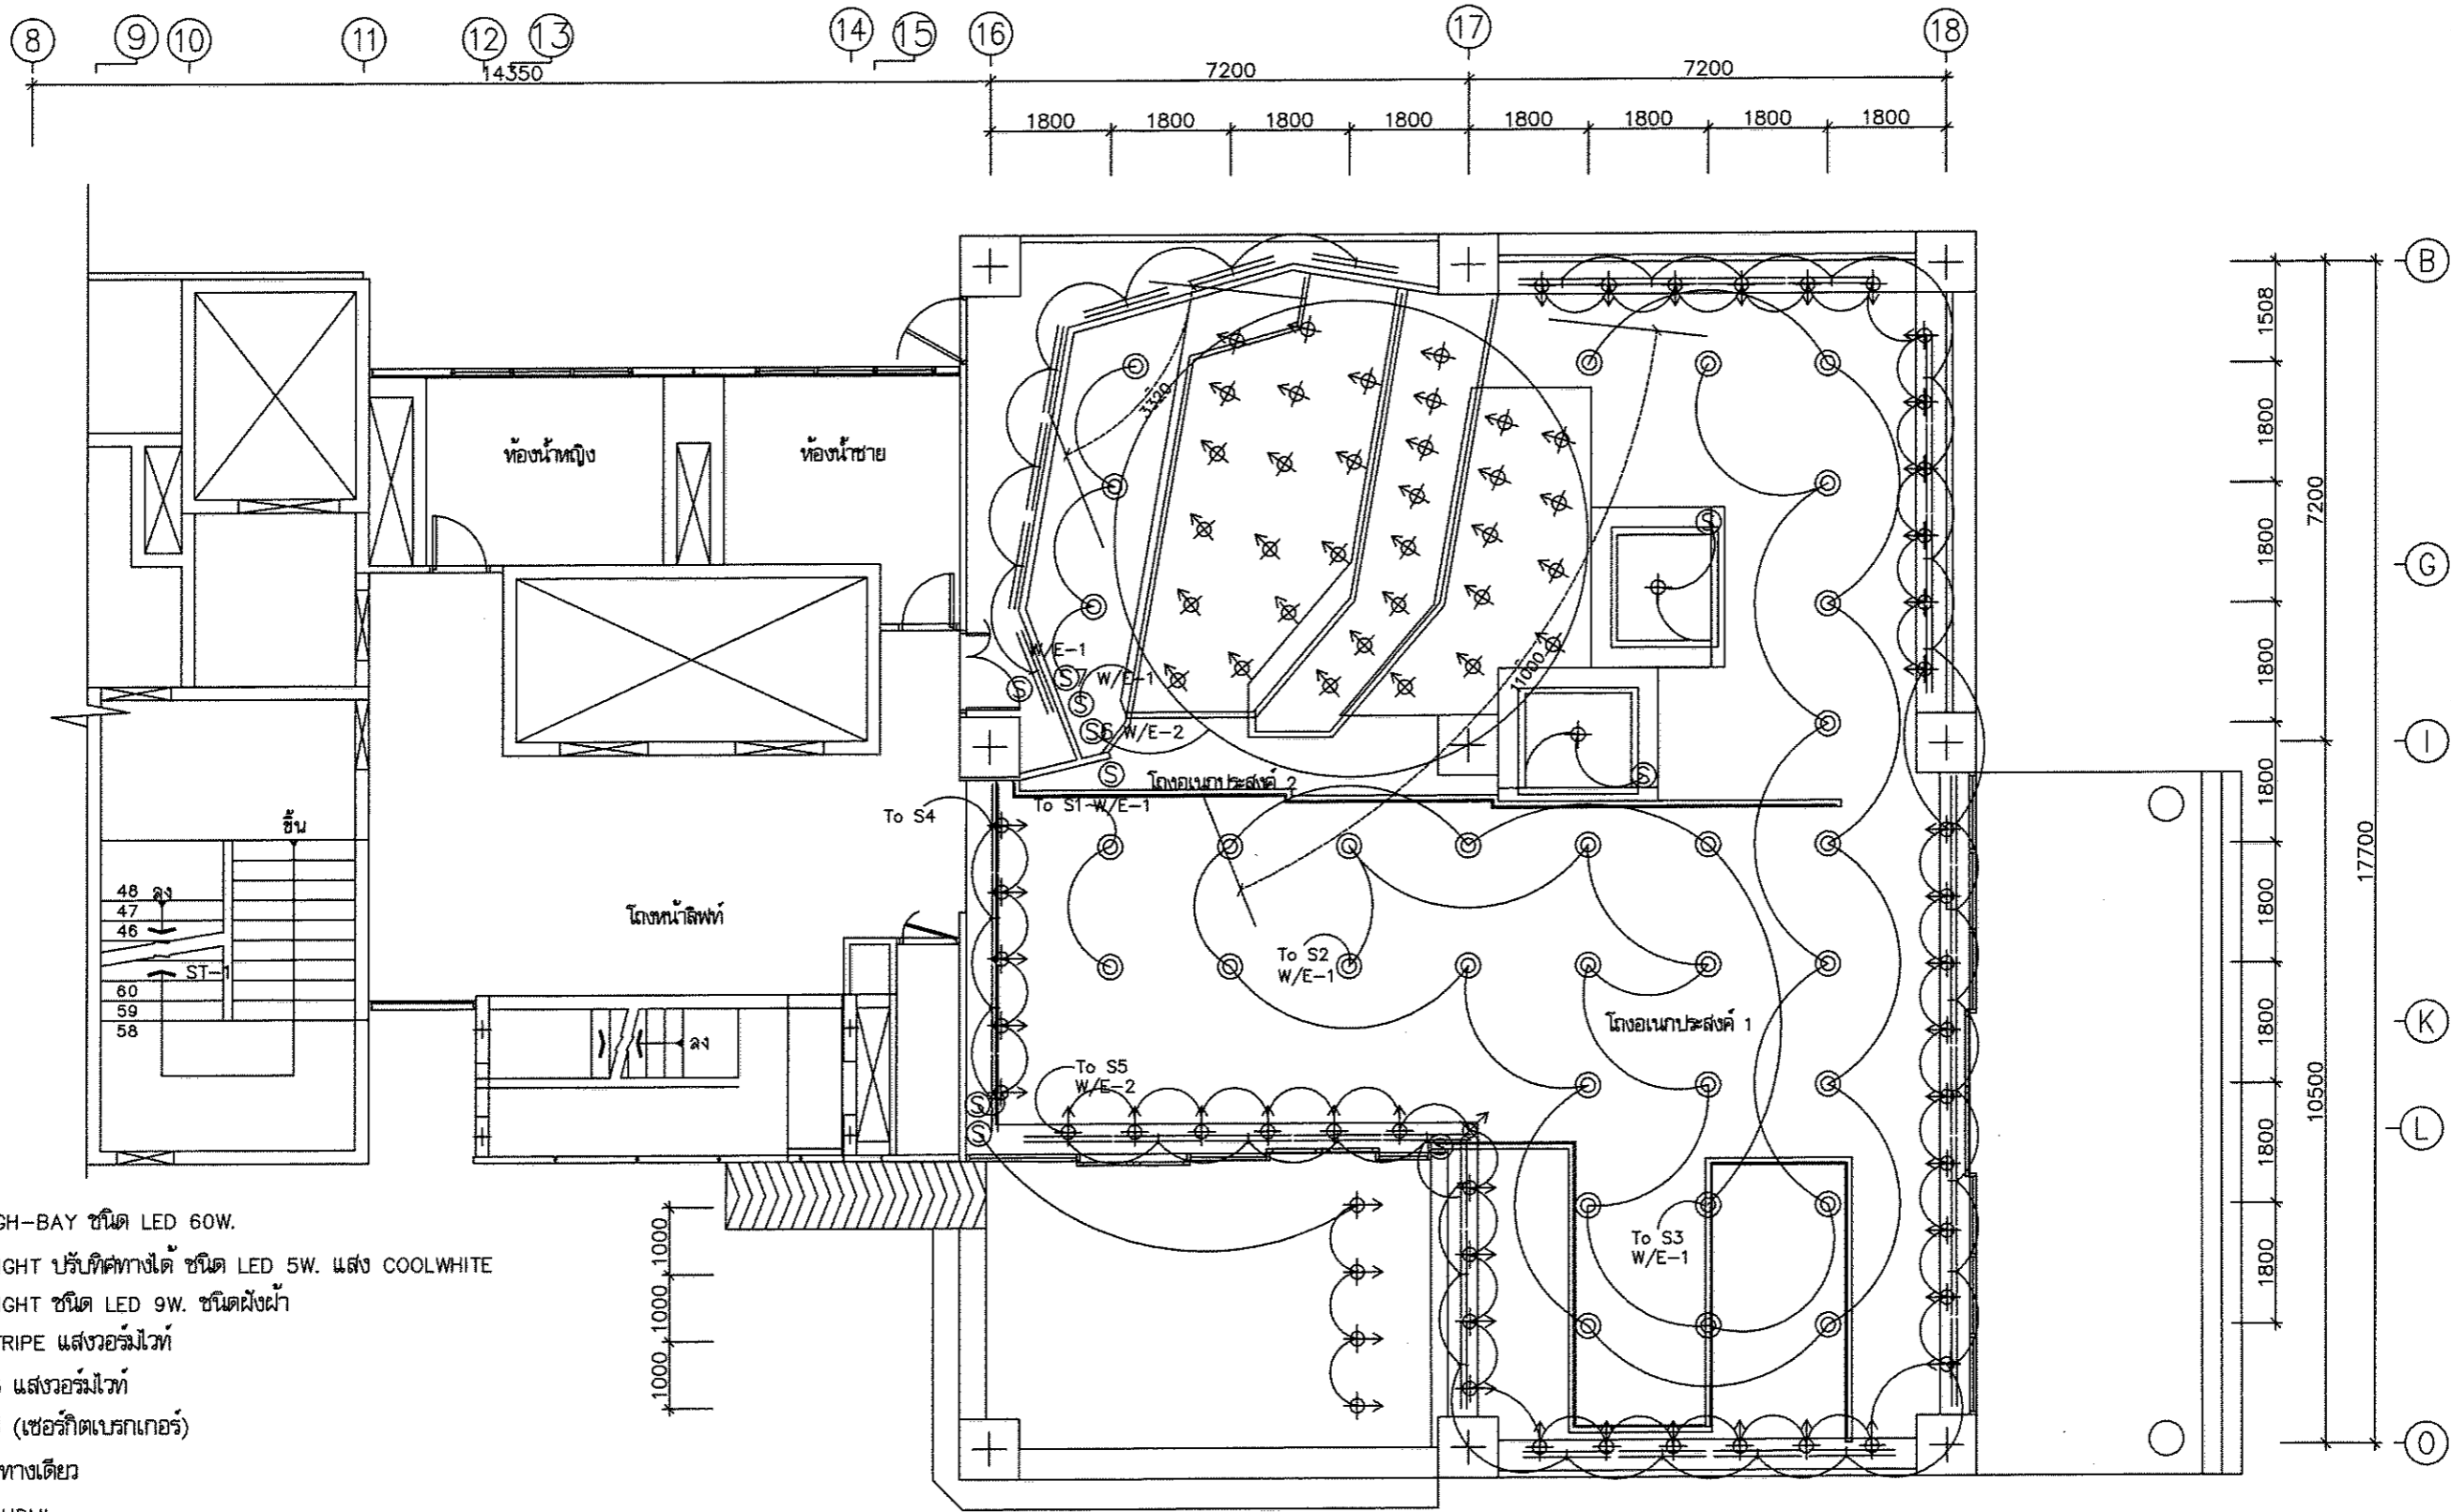 8 9 10 11 12 13 14 15 16 17 18
14350 7200 7200
1800 1800 1800 1800 1800 1800 1800 1800
B
1508
1800
1800
1800
1800
1800
1800
1800
1800
7200
10500
17700
G
I
K
L
O
ห้องน้ำหญิง
ห้องน้ำชาย
3320
11000
W/E-1
S7 W/E-1
S
S
S6 W/E-2
S
S
S
โถงอเนกประสงค์ 2
To S4
To S1 W/E-1
ขึ้น
48 ลง
47
46
ST-1
60
59
58
โถงหน้าลิฟท์
ลง
To S2
W/E-1
โถงอเนกประสงค์ 1
To S5
W/E-2
S
S
S
To S3
W/E-1
1000
1000
1000
GH-BAY ชนิด LED 60W.
IGHT ปรับทิศทางได้ ชนิด LED 5W. แสง COOLWHITE
IGHT ชนิด LED 9W. ชนิดฝังฝ้า
TRIPE แสงวอร์มไวท์
แสงวอร์มไวท์
(เซอร์กิตเบรกเกอร์)
ทางเดียว